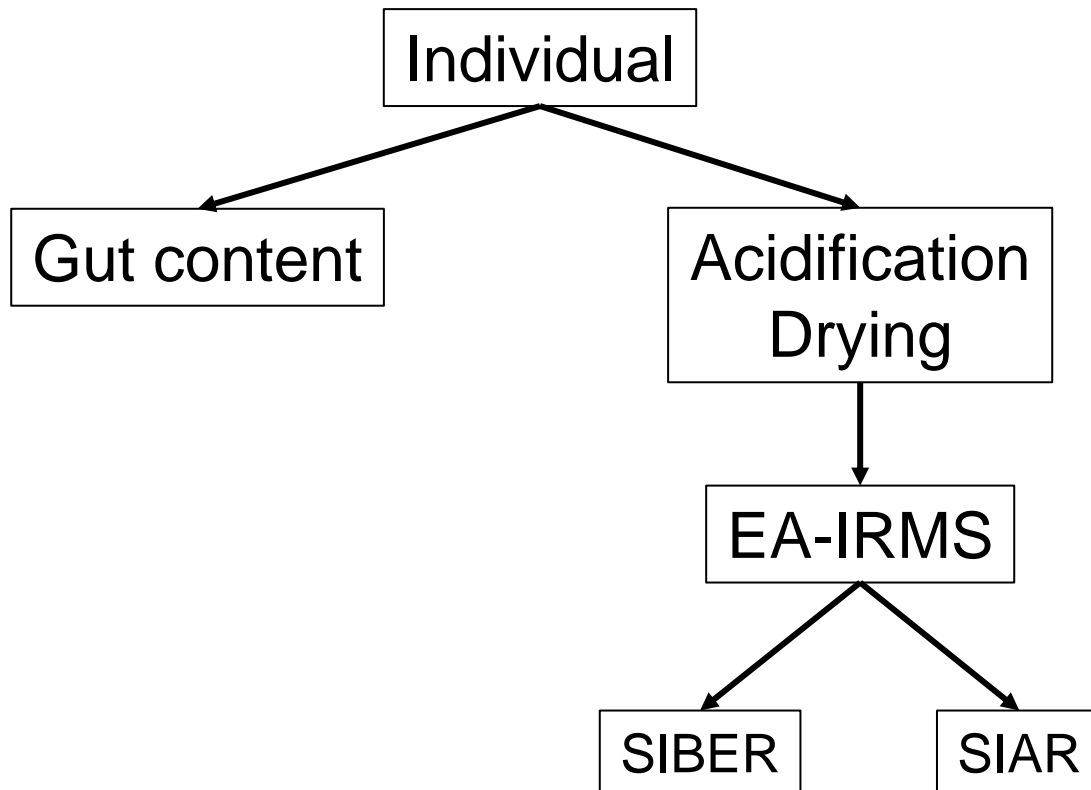 Individual
Gut content
Acidification
Drying
EA-IRMS
SIBER
SIAR